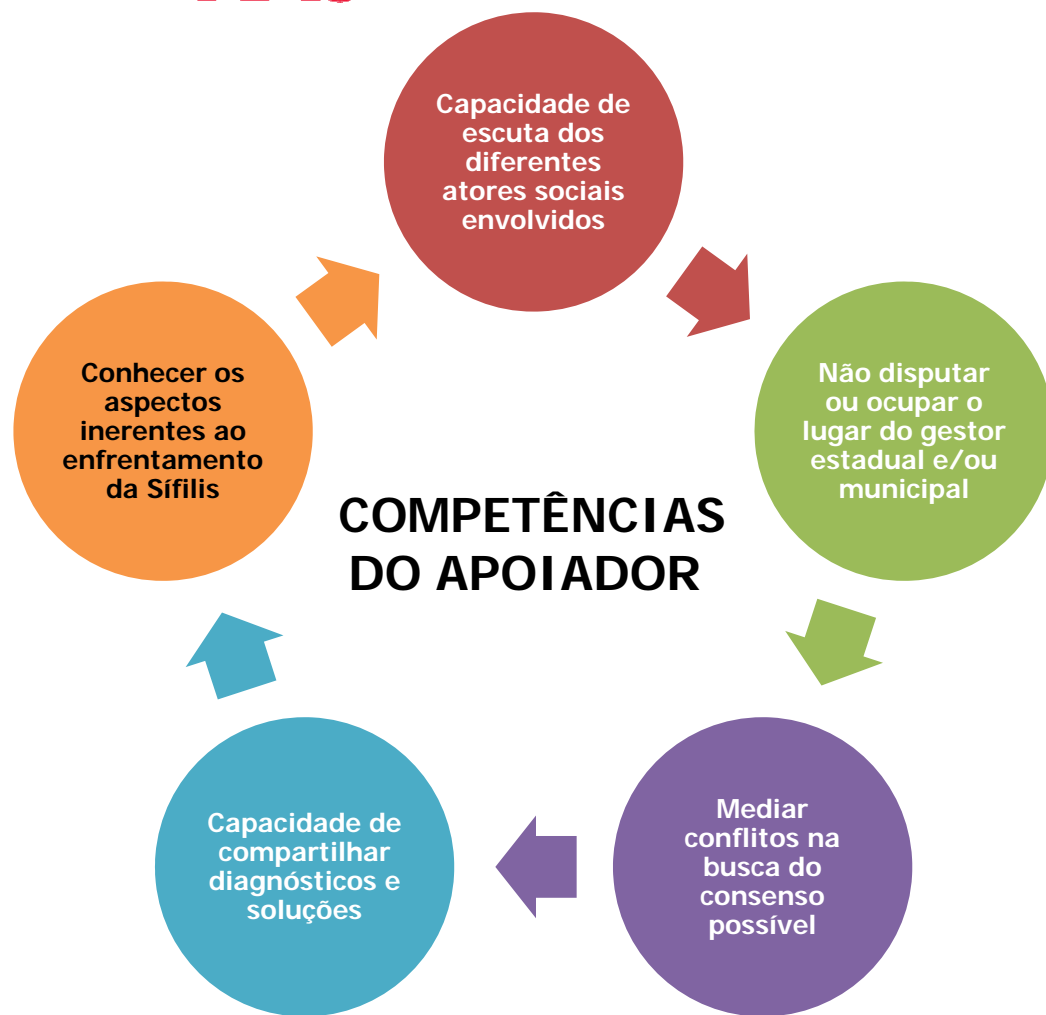 Capacidade de
escuta dos
diferentes
atores sociais
envolvidos
Não disputar
ou ocupar o
lugar do gestor
estadual e/ou
municipal
Mediar
conflitos na
busca do
consenso
possível
Capacidade de
compartilhar
diagnósticos e
soluções
Conhecer os
aspectos
inerentes ao
enfrentamento
da Sífilis
COMPETÊNCIAS
DO APOIADOR